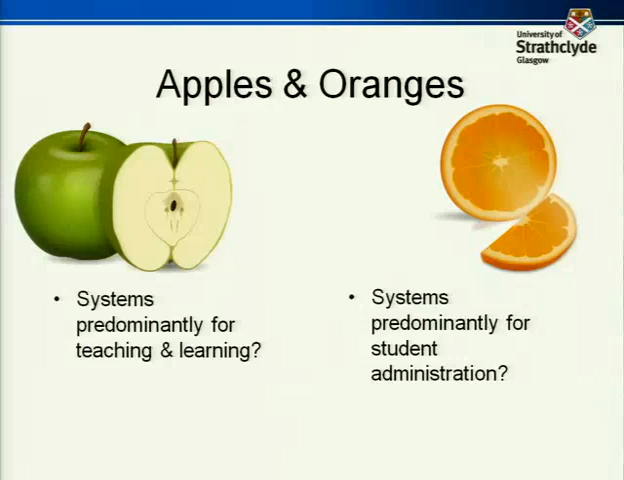 University of
Strathclyde
Glasgow
Apples & Oranges
• Systems
predominantly for
teaching & learning?
• Systems
predominantly for
student
administration?